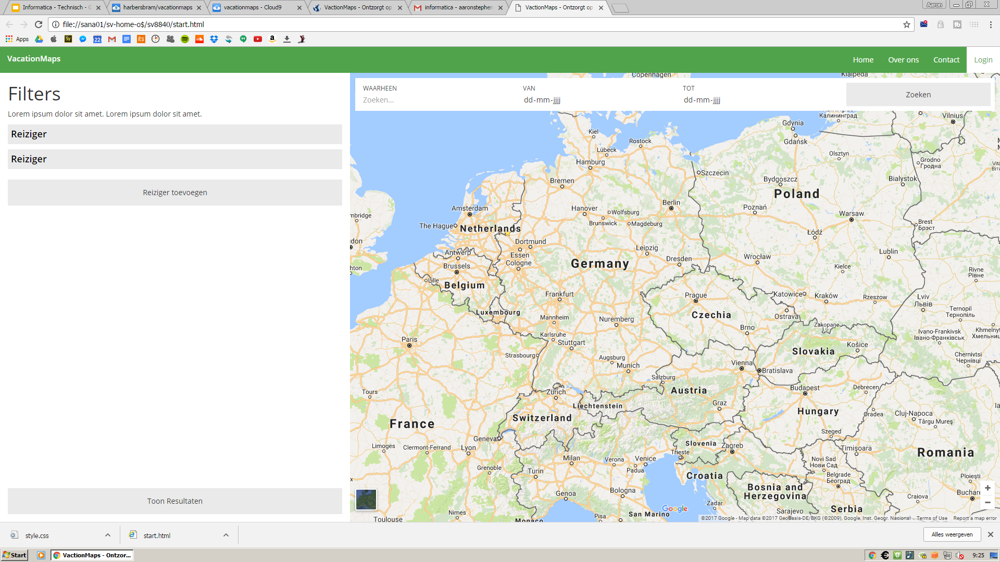 Informatica - Technisch - G
harbersbram/vacationmaps
vacationmaps - Cloud9
VactionMaps - Ontzorgt op
informatica - aaronstephen
VactionMaps - Ontzorgt op
Aaron
file://sana01/sv-home-o$/sv8840/start.html
Apps
VacationMaps
Home
Over ons
Contact
Login
Filters
Lorem ipsum dolor sit amet. Lorem ipsum dolor sit amet.
Reiziger
Reiziger
Reiziger toevoegen
Toon Resultaten
WAARHEEN
Zoeken...
VAN
dd-mm-jjjj
TOT
dd-mm-jjjj
Zoeken
Copenhagen
Klaipėda
Калининград
Vilnius
Gdynia
Kiel
Rostock
Gdańsk
Lübeck
Olsztyn
Hamburg
Grodno
Гродна
Szczecin
Bydgoszcz
Bialystok
Bremen
Poland
Berlin
Amsterdam
Hanover
Wolfsburg
Poznań
Warsaw
mbridge
Brunswick
Magdeburg
Brest
Брэст
The Hague
Netherlands
Łódź
don
Dortmund
Leipzig
Lublin
Antwerp
Essen
Dresden
Wrocław
Cologne
Germany
Kielce
hton
Brussels
Rivne
Рівне
Lille
Belgium
Frankfurt
Prague
Katowice
Kraków
Rzeszow
Lviv
Львів
Luxembourg
Mannheim
Nuremberg
Czechia
Ostrava
Ternopil
Тернопіль
Zakopane
Brno
Karlsruhe
Ivano-Frankivsk
Івано-Франківськ
Khmelnyt
Хмельниц
Paris
Stuttgart
Slovakia
Košice
Strasbourg
Augsburg
Munich
Vienna
Bratislava
Chernivtsi
Чернівці
Salzburg
Tours
Zürich
Austria
Budapest
Debrecen
Liechtenstein
Graz
Switzerland
Hungary
Oradea
Cluj-Napoca
Târgu Mureș
France
Geneva
Szeged
Limoges
Clermont-Ferrand
Lyon
Slovenia
Zagreb
Timișoara
Trieste
Romania
Milan
Verona
Venice
Padua
Novi Sad
Нови Сад
Grenoble
Turin
Croatia
Belgrade
Београд
Ploiești
Genoa
Bologna
Bosnia and
Herzegovina
Craiova
Buchar
Zadar
Serbia
Nimes
Pisa
San Marino
Sarajevo
Toulouse
Monaco
Google
©2017 Google - Map data ©2017 GeoBasis-DE/BKG (©2009), Google, Inst. Geogr. Nacional
Terms of Use
Report a map error
+
−
style.css
start.html
Alles weergeven
Start
VactionMaps - Ontzor...
9:25